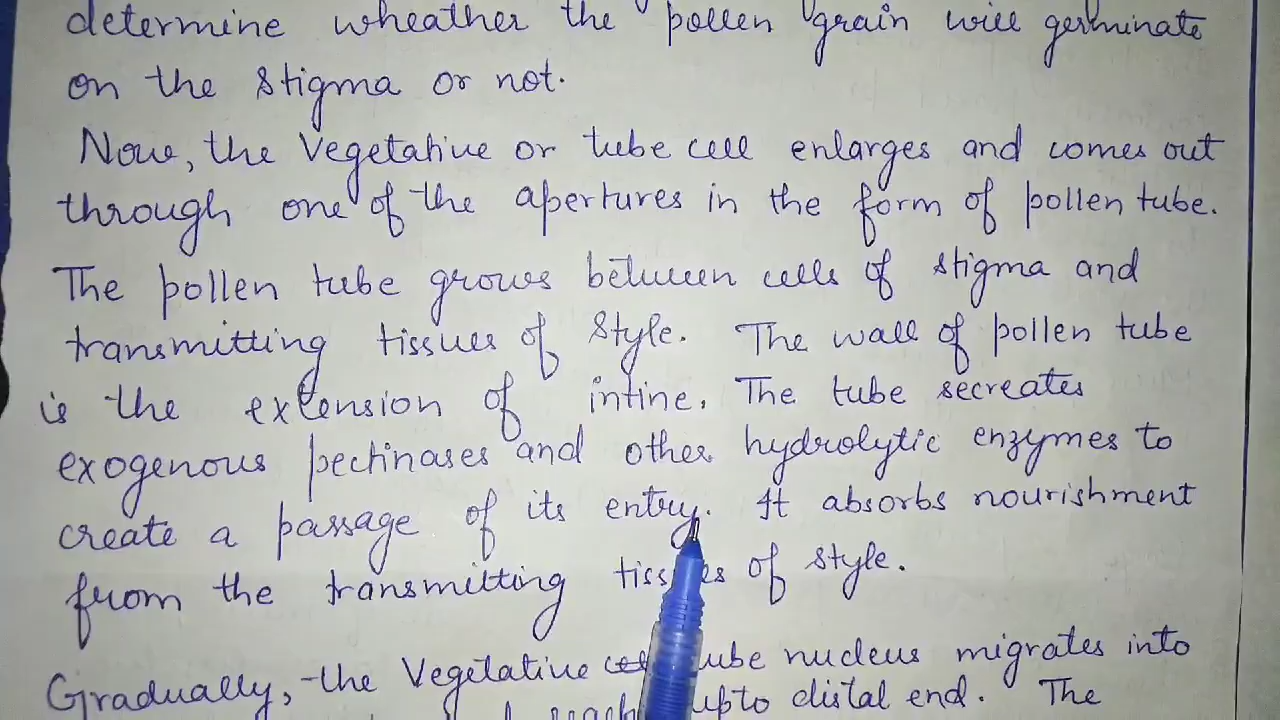 determine wheather the pollen grain will germinate
on the stigma or not.
Now, the Vegetative or tube cell enlarges and comes out
through one of the apertures in the form of pollen tube.
The pollen tube grows between cells of stigma and
transmitting tissues of Style. The wall of pollen tube
is the extension of intine. The tube secreates
exogenous pectinases and other hydrolytic enzymes to
create a passage of its entry. It absorbs nourishment
from the transmitting tissues of style.
Gradually, the Vegetative tube nucleus migrates into
upto distal end. The